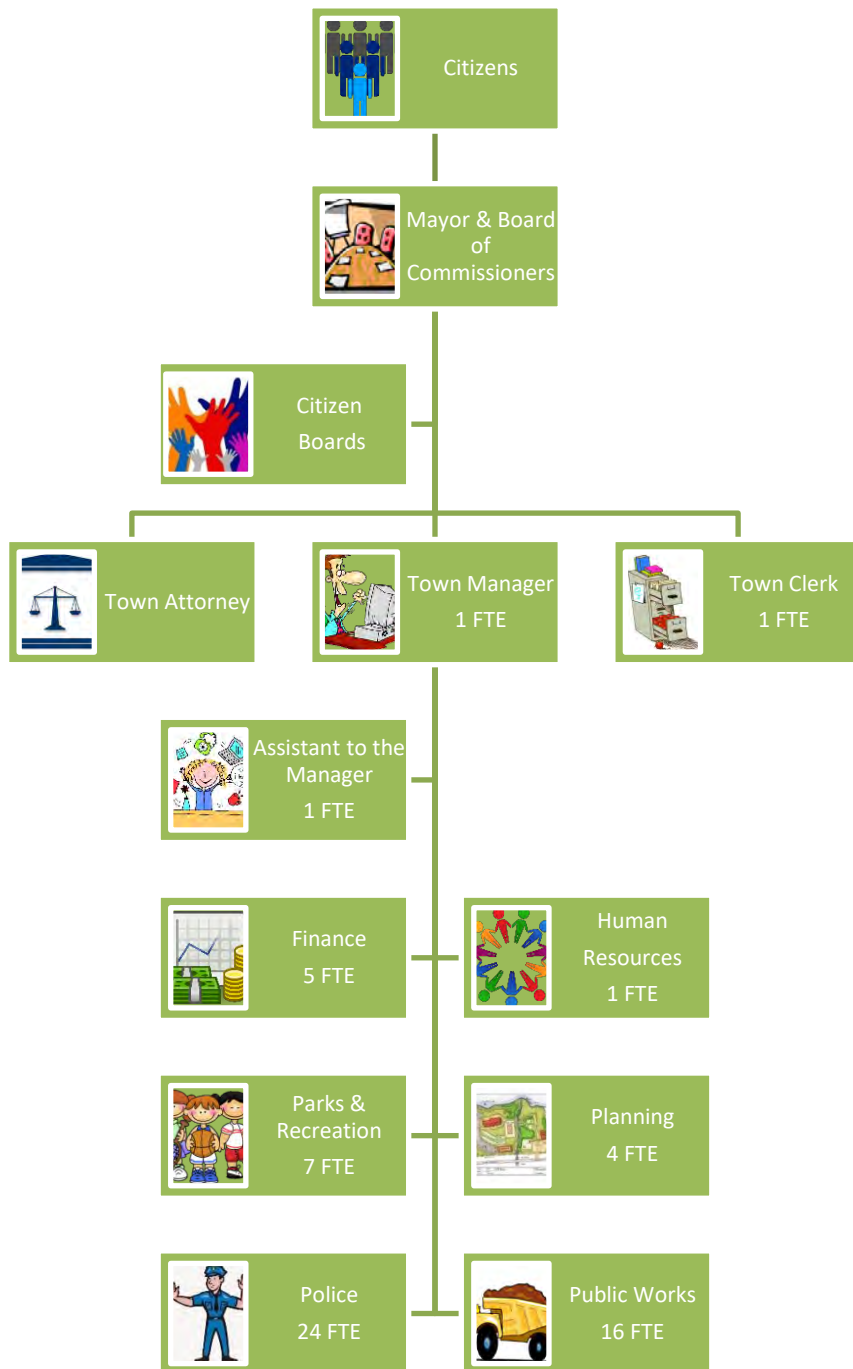 Citizens
Mayor & Board
of
Commissioners
Citizen
Boards
Town Attorney
Town Manager
1 FTE
Town Clerk
1 FTE
Assistant to the
Manager
1 FTE
Finance
5 FTE
Human
Resources
1 FTE
Parks &
Recreation
7 FTE
Planning
4 FTE
Police
24 FTE
Public Works
16 FTE